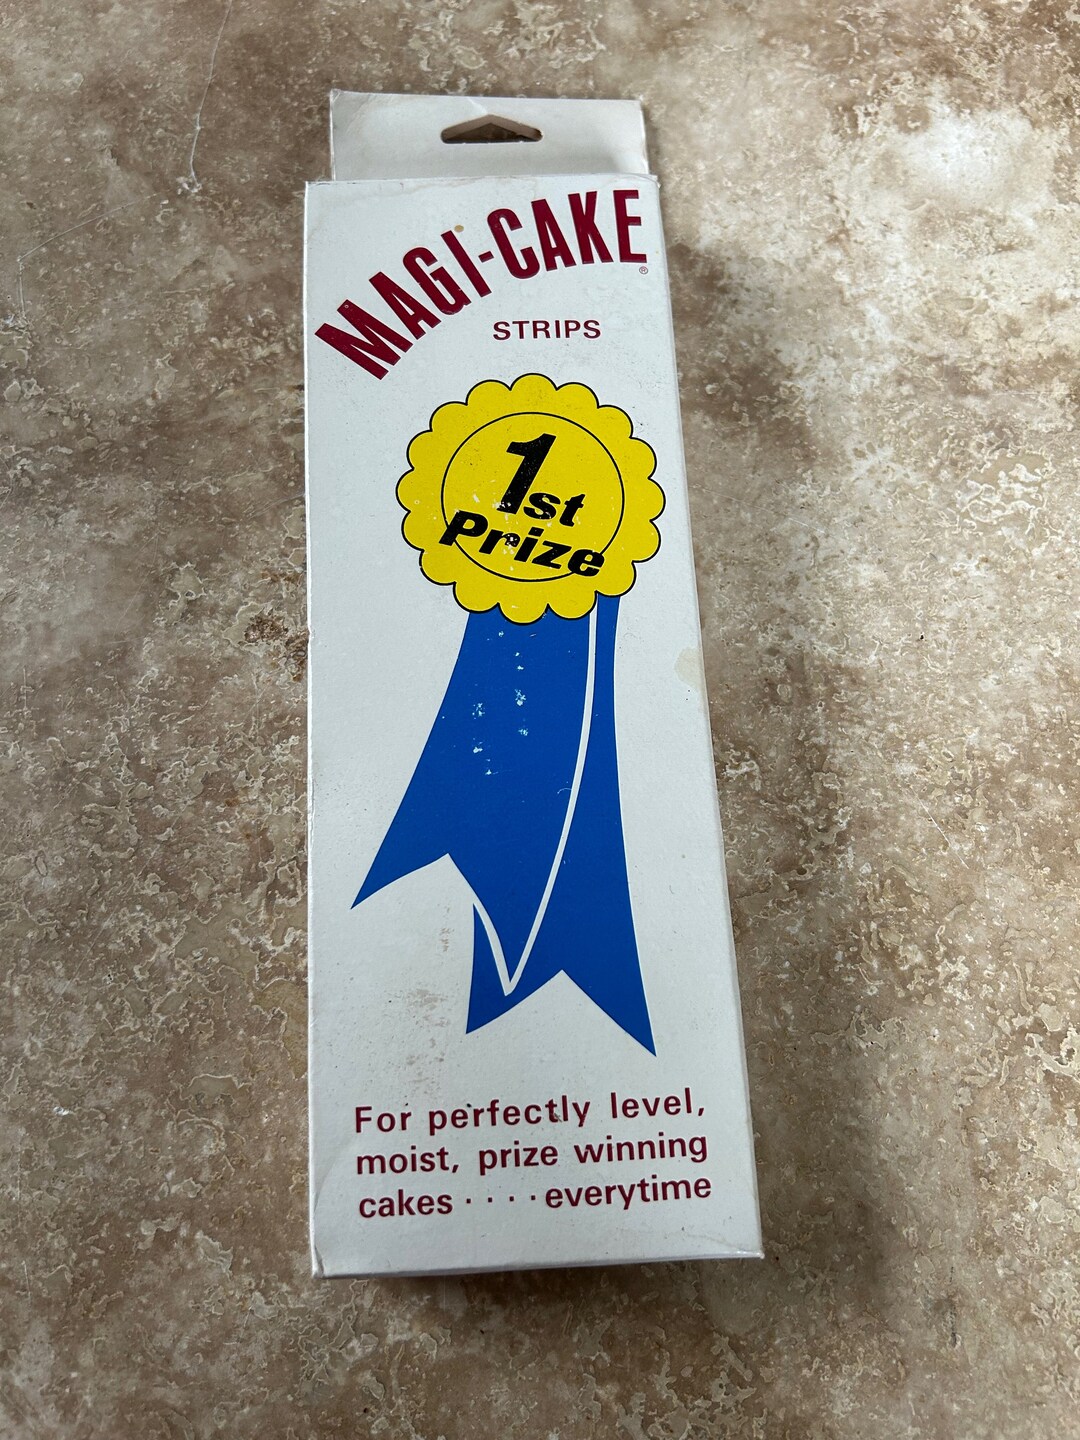 MAGI-CAKE®
STRIPS
1st
Prize
For perfectly level,
moist, prize winning
cakes····everytime